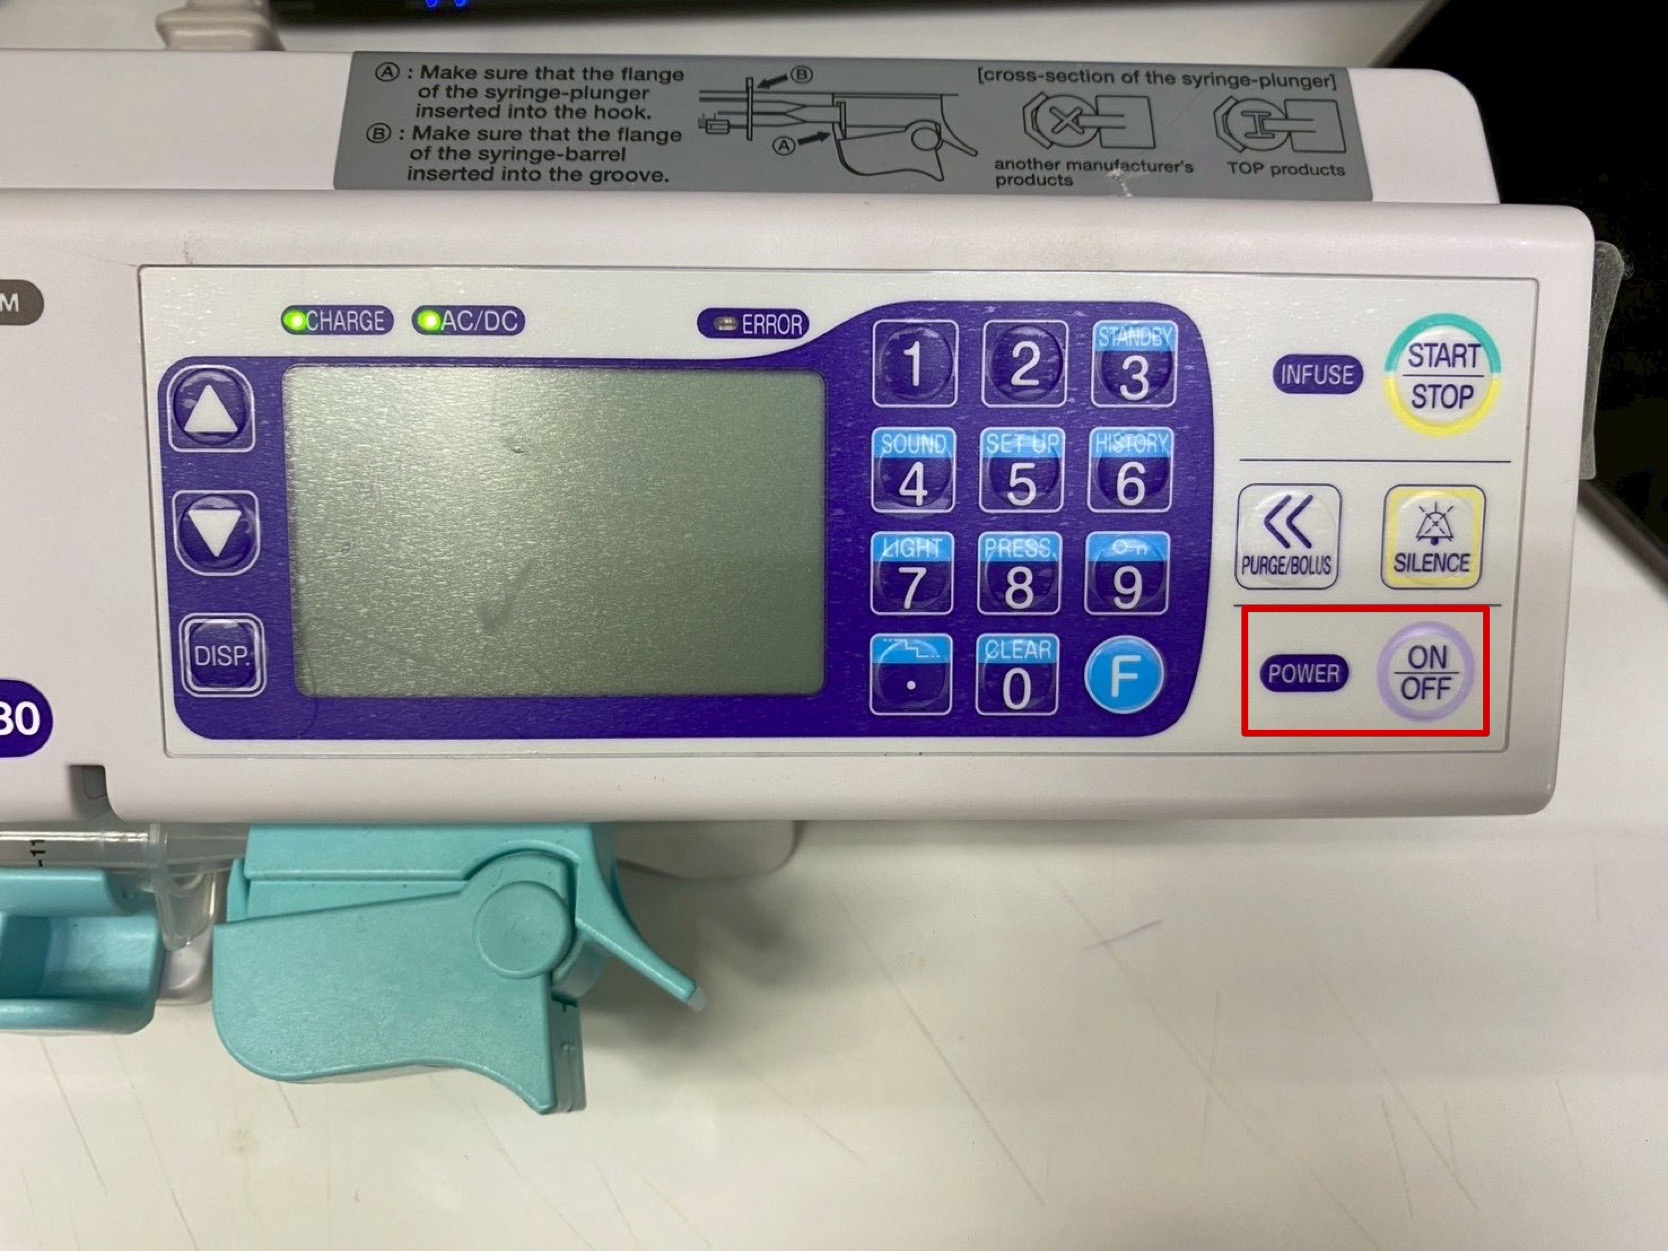 Ⓐ : Make sure that the flange
of the syringe-plunger
inserted into the hook.
Ⓑ : Make sure that the flange
of the syringe-barrel
inserted into the groove.
Ⓑ
Ⓐ
[cross-section of the syringe-plunger]
another manufacturer's
products
TOP products
M
CHARGE
AC/DC
ERROR
1
2
STANDBY
3
INFUSE
START
STOP
SOUND
4
SET UP
5
HISTORY
6
PURGE/BOLUS
SILENCE
LIGHT
7
PRESS.
8
9
DISP.
.
CLEAR
0
F
POWER
ON
OFF
30
-11